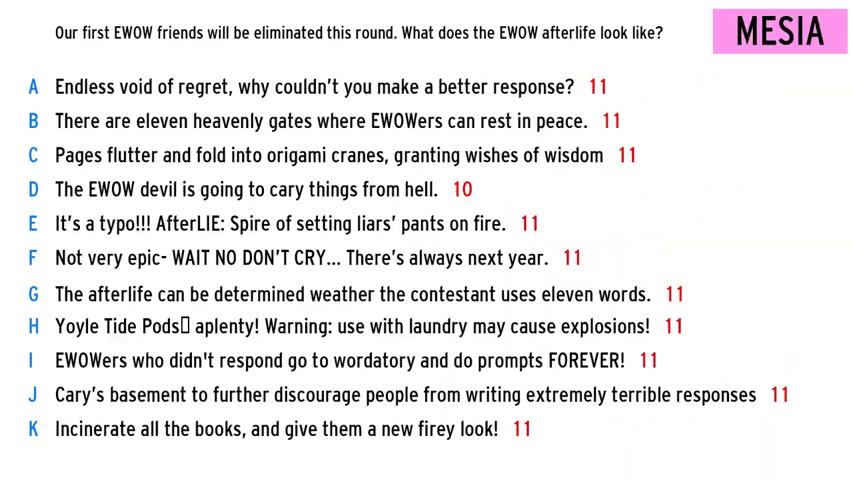 Our first EWOW friends will be eliminated this round. What does the EWOW afterlife look like?
MESIA
A Endless void of regret, why couldn't you make a better response? 11
B There are eleven heavenly gates where EWOWers can rest in peace. 11
C Pages flutter and fold into origami cranes, granting wishes of wisdom 11
D The EWOW devil is going to cary things from hell. 10
E It's a typo!!! AfterLIE: Spire of setting liars' pants on fire. 11
F Not very epic- WAIT NO DON'T CRY... There's always next year. 11
G The afterlife can be determined weather the contestant uses eleven words. 11
H Yoyle Tide Pods▯ aplenty! Warning: use with laundry may cause explosions! 11
I EWOWers who didn't respond go to wordatory and do prompts FOREVER! 11
J Cary's basement to further discourage people from writing extremely terrible responses 11
K Incinerate all the books, and give them a new firey look! 11